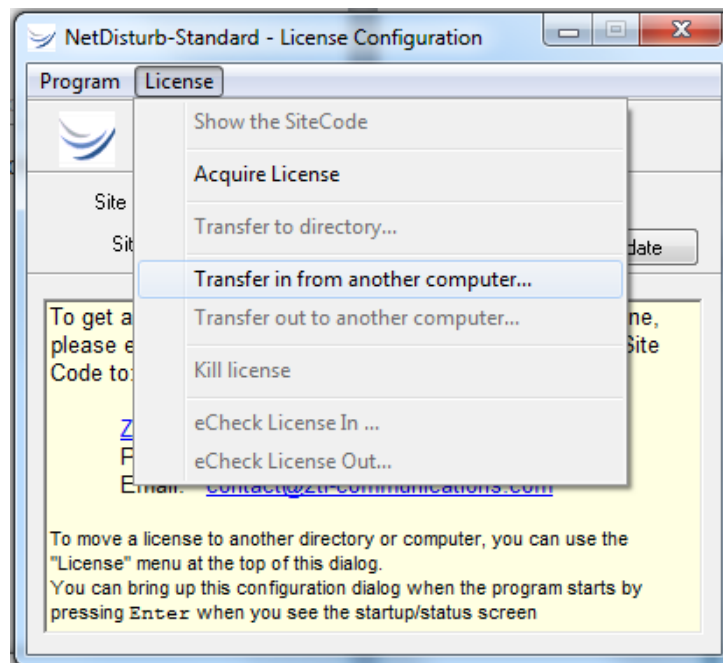 NetDisturb-Standard - License Configuration
Program License
Show the SiteCode
Acquire License
Site
Transfer to directory...
Transfer in from another computer...
To get a
Transfer out to another computer...
please e
Site
Code to:
Kill license
eCheck License In ...
eCheck License Out...
Email: contact@zti-communications.com
To move a license to another directory or computer, you can use the
"License" menu at the top of this dialog.
You can bring up this configuration dialog when the program starts by
pressing Enter when you see the startup/status screen